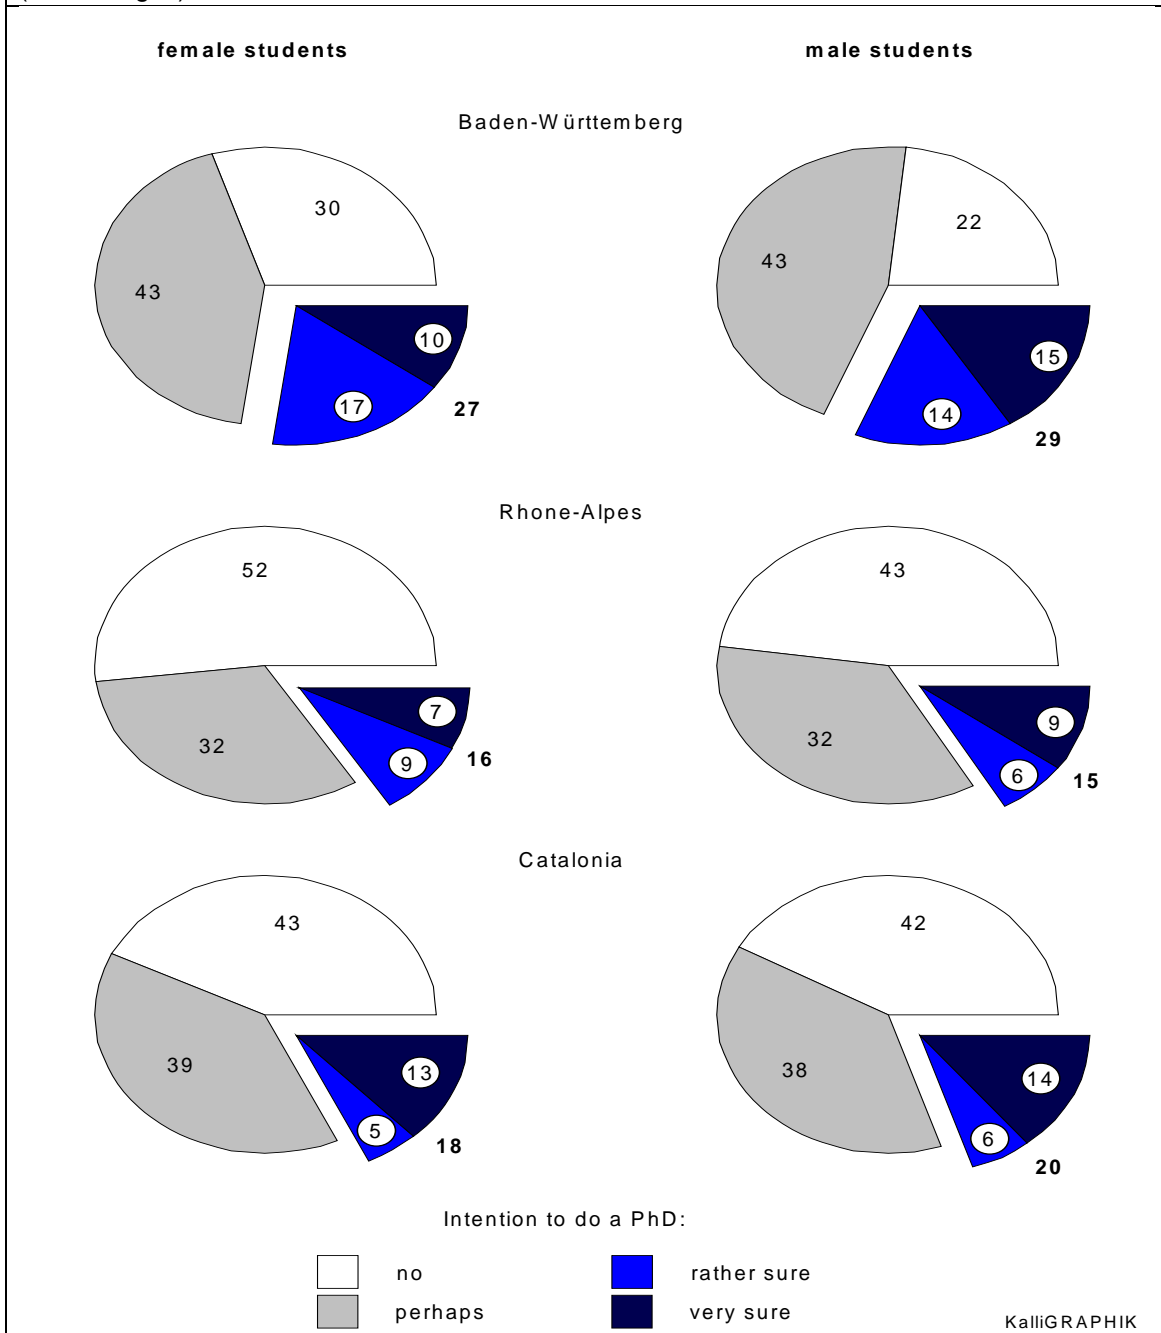 female students
male students
Baden-Württemberg
30
43
10
17
27
22
43
15
14
29
Rhone-Alpes
52
32
7
9
16
43
32
9
6
15
Catalonia
43
39
13
5
18
42
38
14
6
20
Intention to do a PhD:
no
rather sure
perhaps
very sure
KalliGRAPHIK